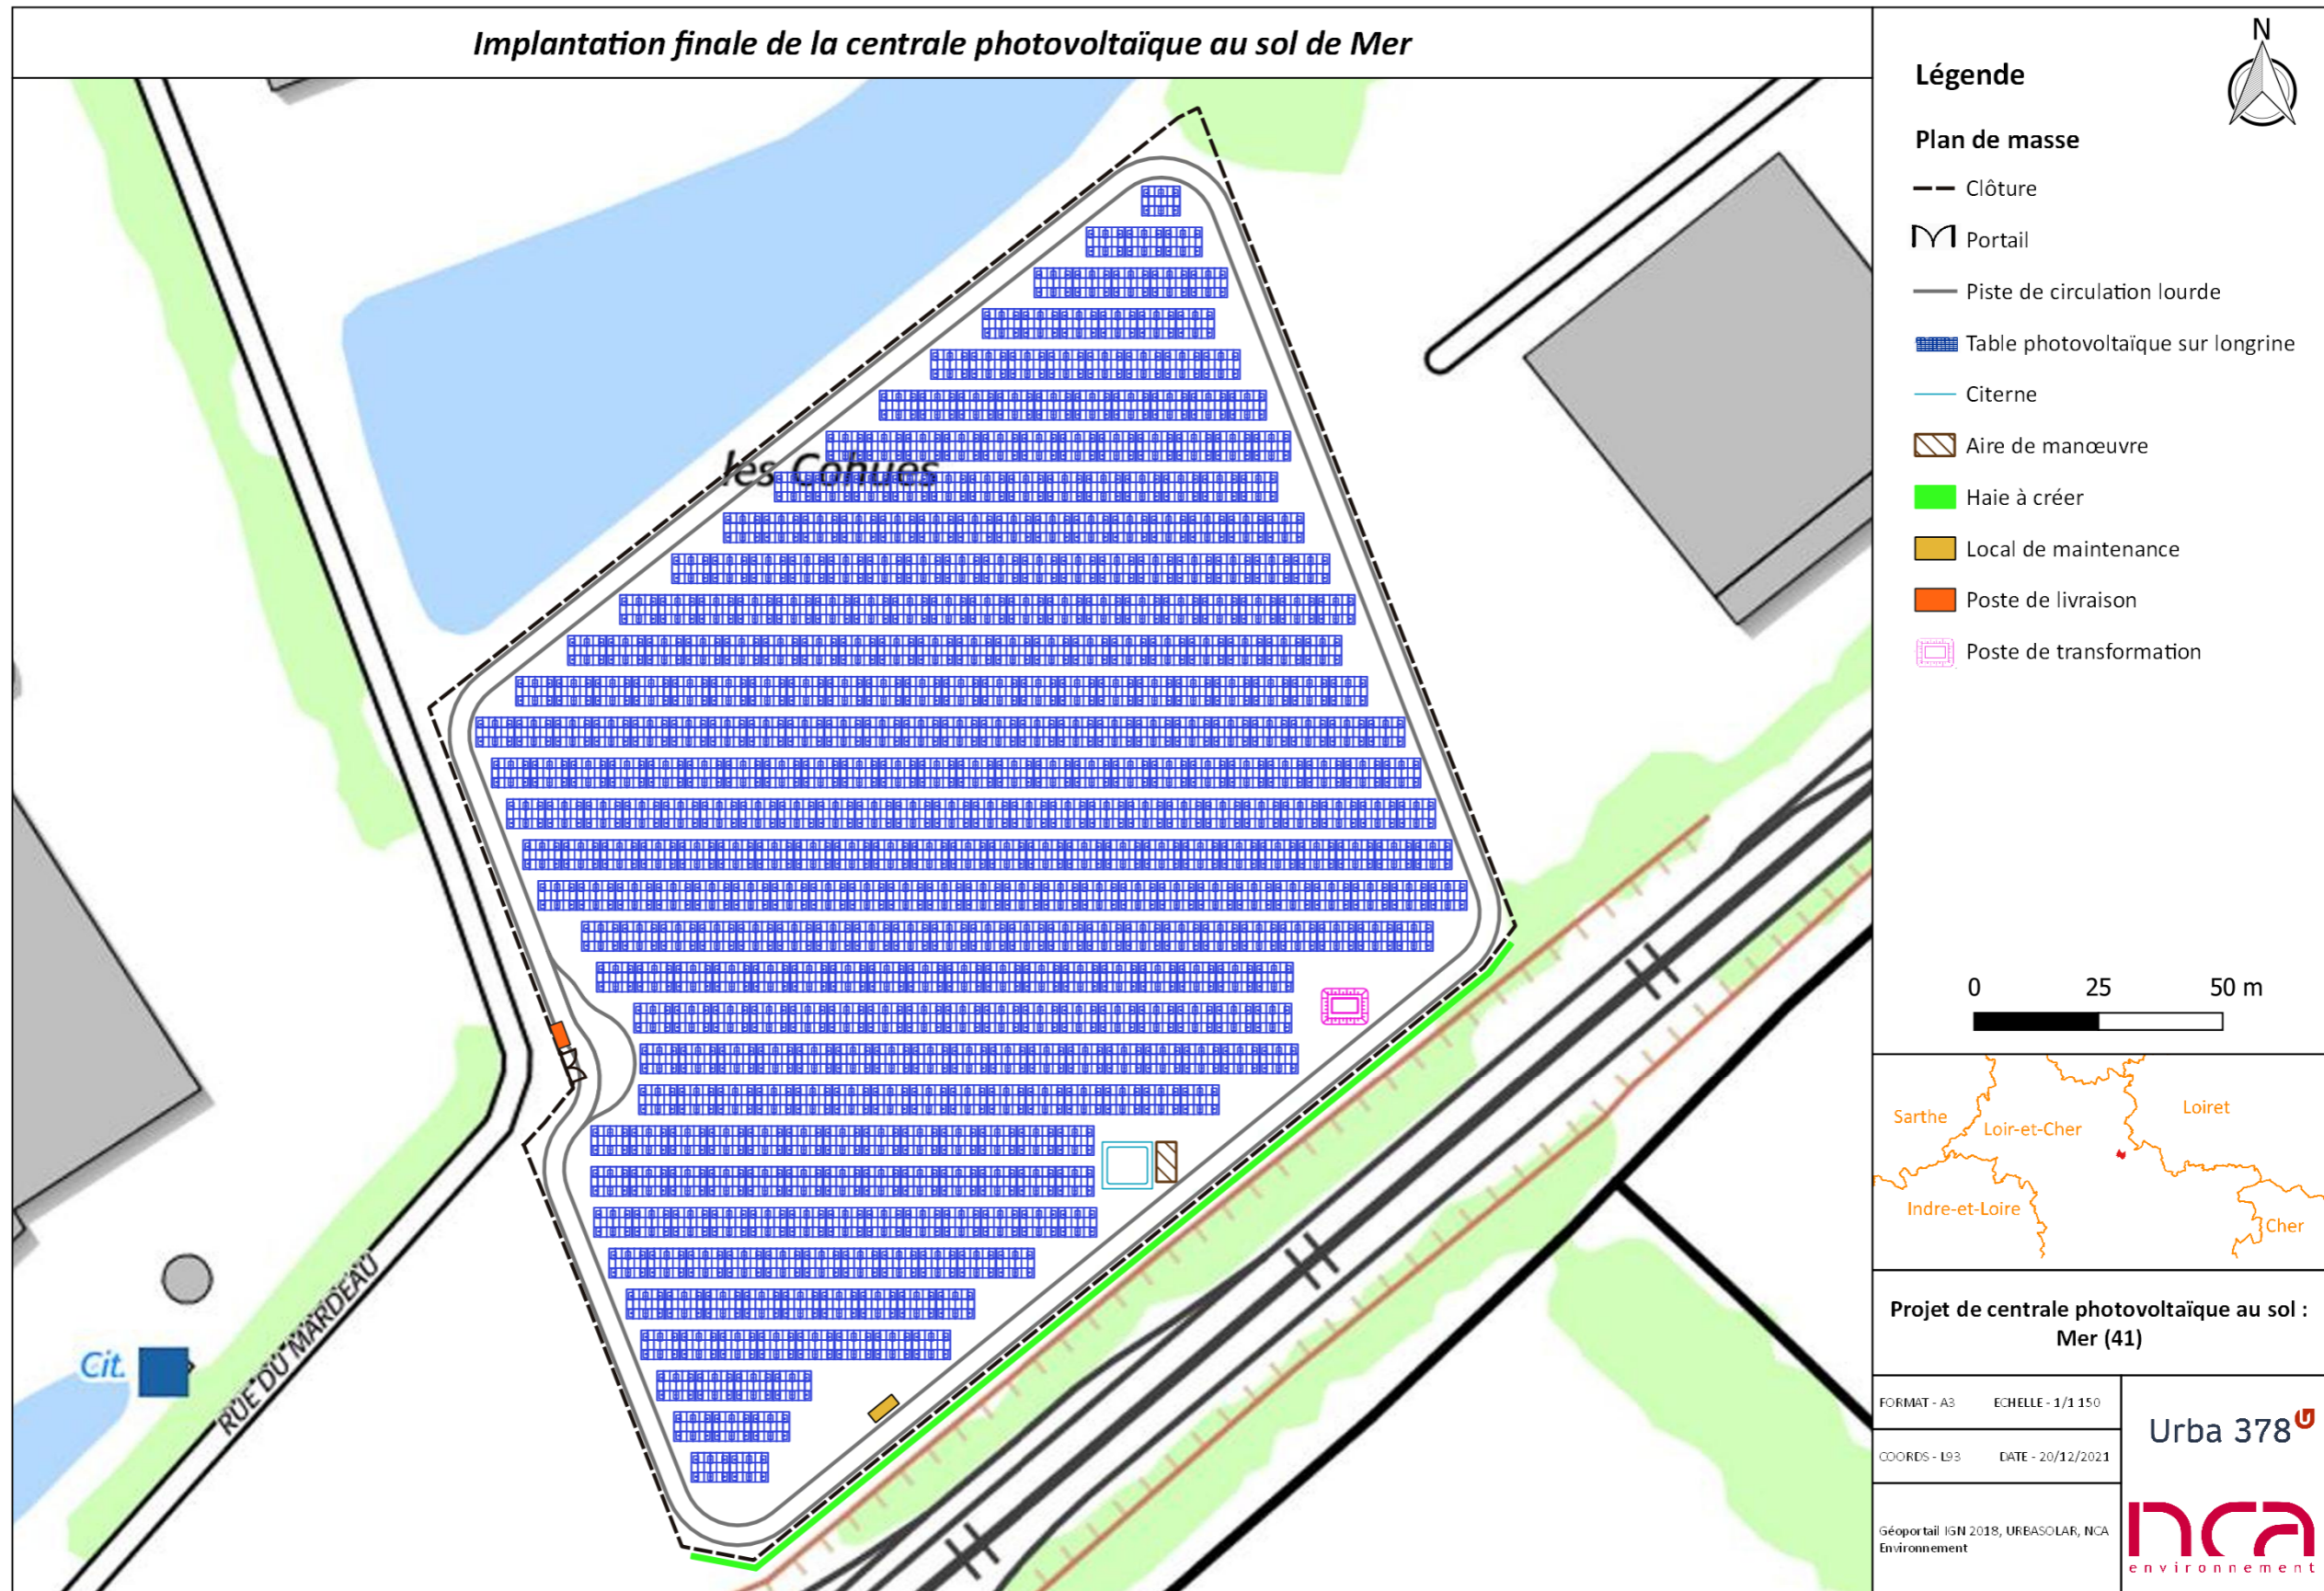 Implantation finale de la centrale photovoltaïque au sol de Mer
les Cohues
Cit.
RUE DU MARDEAU
N
Légende
Plan de masse
Clôture
Portail
Piste de circulation lourde
Table photovoltaïque sur longrine
Citerne
Aire de manœuvre
Haie à créer
Local de maintenance
Poste de livraison
Poste de transformation
0 25 50 m
Sarthe
Loir-et-Cher
Loiret
Indre-et-Loire
Cher
Projet de centrale photovoltaïque au sol :
Mer (41)
FORMAT - A3 ECHELLE - 1/1 150
COORDS - L93 DATE - 20/12/2021
Géoportail IGN 2018, URBASOLAR, NCA
Environnement
Urba 378
nca
environnement